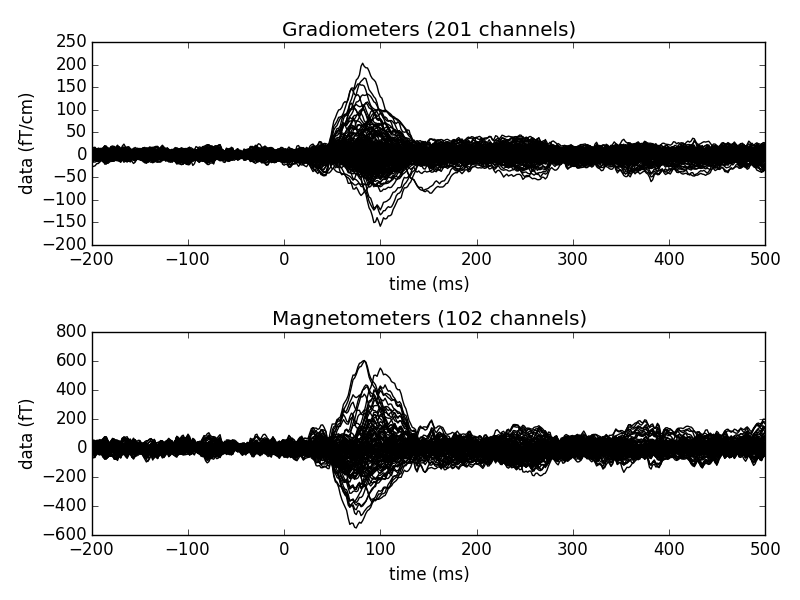 Gradiometers (201 channels)
250
200
150
100
50
0
−50
−100
−150
−200
data (fT/cm)
−200 −100 0 100 200 300 400 500
time (ms)
Magnetometers (102 channels)
800
600
400
200
0
−200
−400
−600
data (fT)
−200 −100 0 100 200 300 400 500
time (ms)